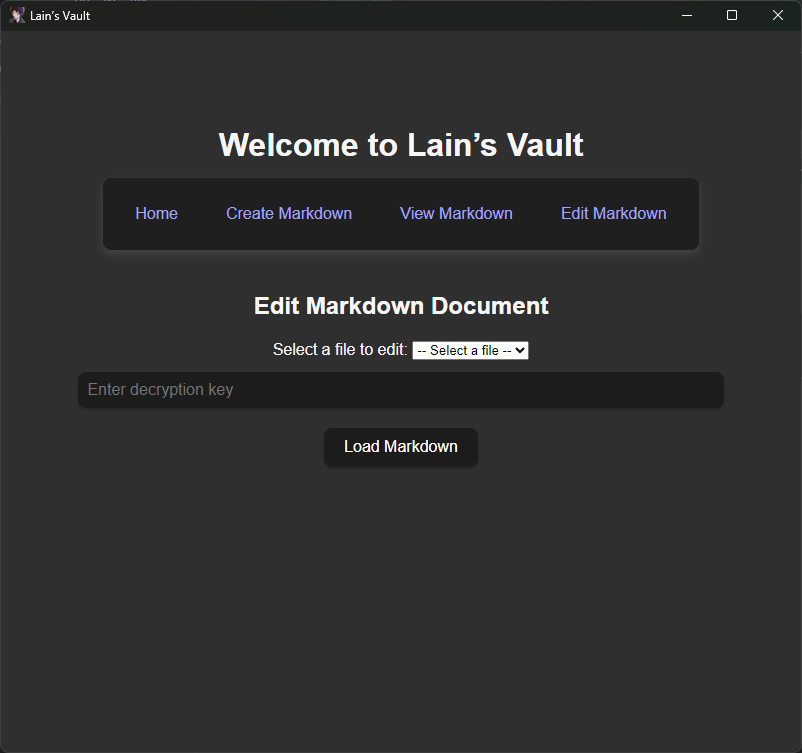 Lain’s Vault
Welcome to Lain’s Vault
Home Create Markdown View Markdown Edit Markdown
Edit Markdown Document
Select a file to edit: -- Select a file --
Enter decryption key
Load Markdown